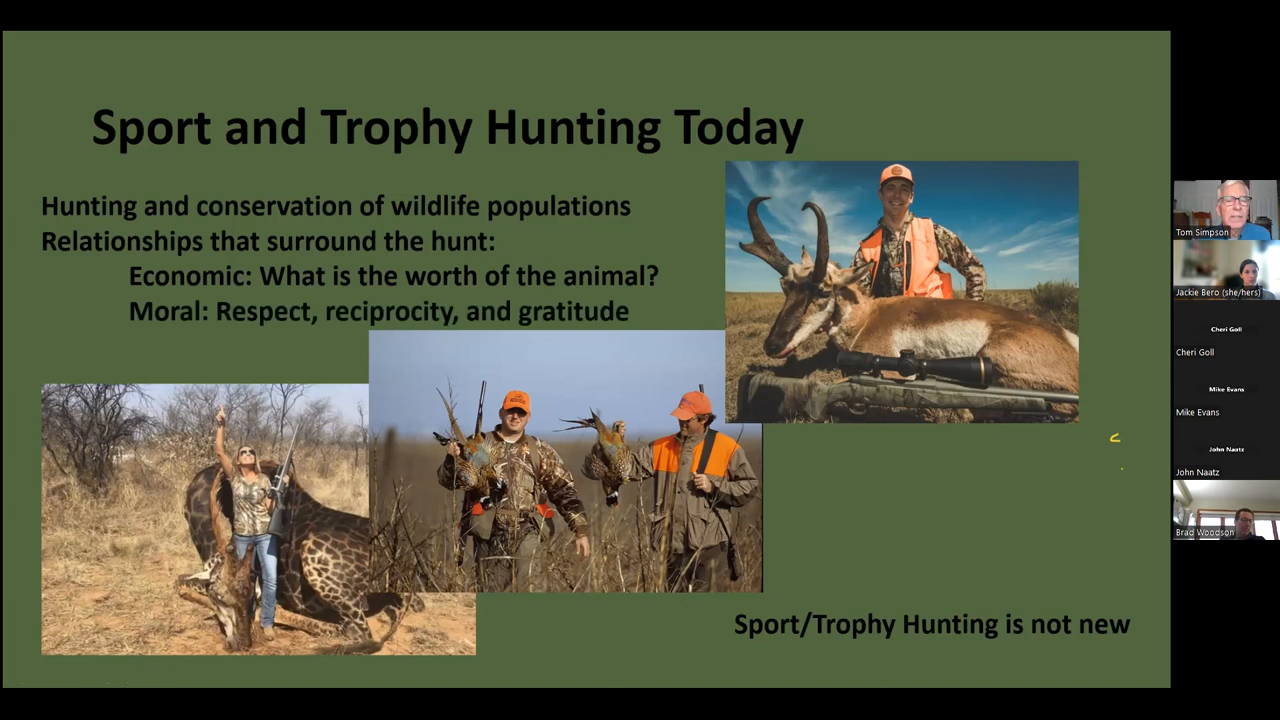 Sport and Trophy Hunting Today
Hunting and conservation of wildlife populations
Relationships that surround the hunt:
Economic: What is the worth of the animal?
Moral: Respect, reciprocity, and gratitude
Sport/Trophy Hunting is not new
Tom Simpson
Jackie Bero (she/hers)
Cheri Goll
Cheri Goll
Mike Evans
Mike Evans
John Naatz
John Naatz
Brad Woodson